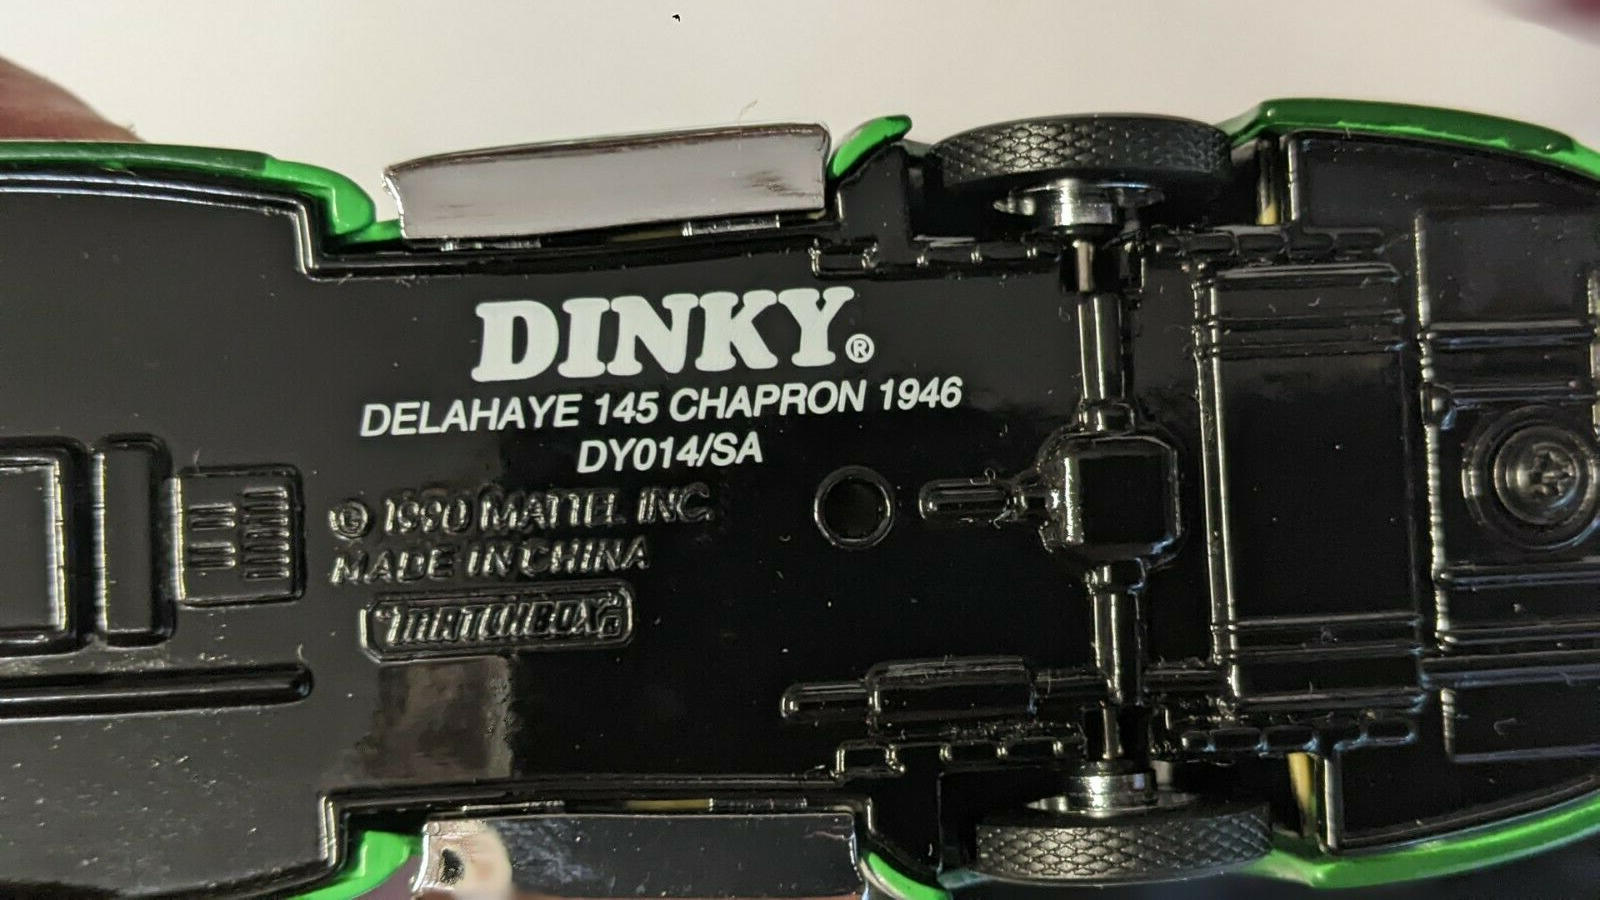 DINKY®
DELAHAYE 145 CHAPRON 1946
DY014/SA
© 1990 MATTEL INC.
MADE IN CHINA
"MATCHBOX"®